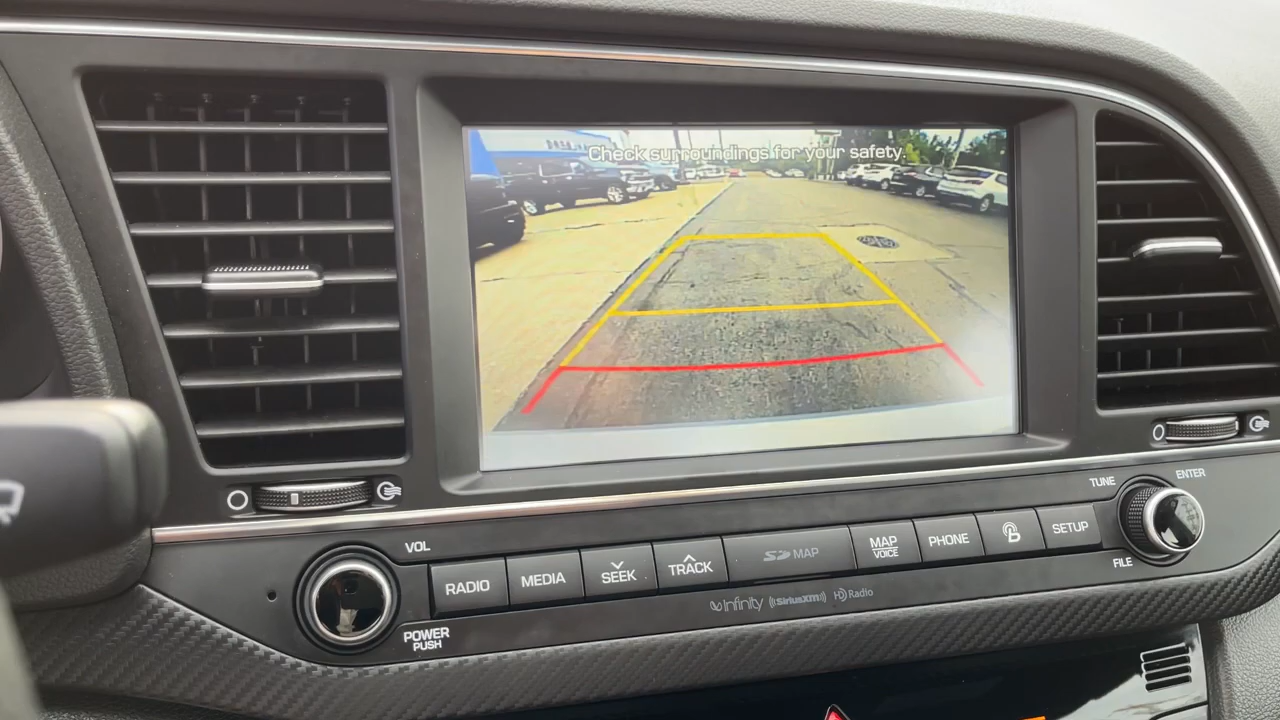 Check surroundings for your safety.
VOL
TUNE
ENTER
RADIO
MEDIA
SEEK
TRACK
SD MAP
MAP
VOICE
PHONE
SETUP
FILE
POWER
PUSH
Infinity
((SiriusXM))
HD Radio